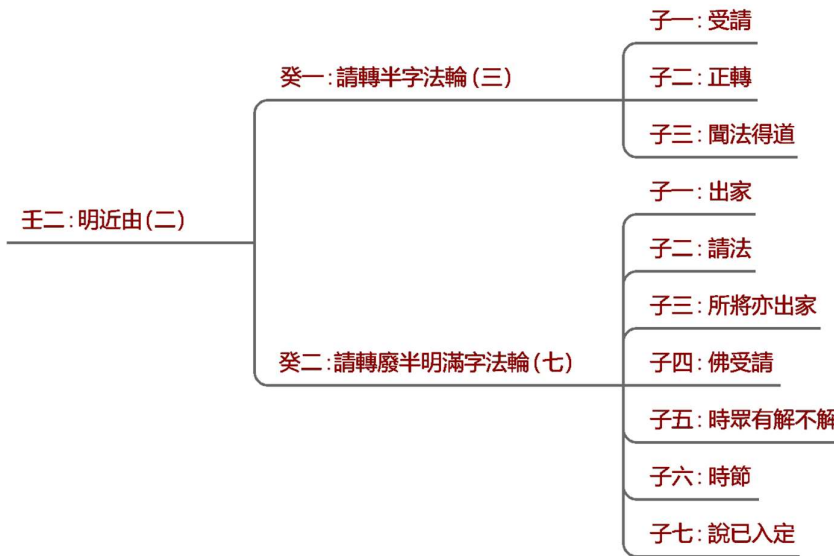 壬二:明近由(二)
癸一:請轉半字法輪(三)
子一:受請
子二:正轉
子三:聞法得道
癸二:請轉廢半明滿字法輪(七)
子一:出家
子二:請法
子三:所將亦出家
子四:佛受請
子五:時眾有解不解
子六:時節
子七:說已入定